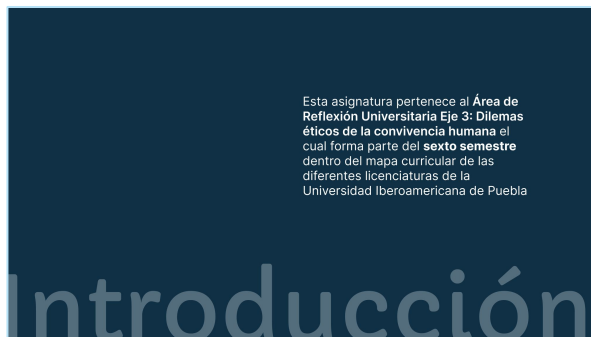 Esta asignatura pertenece al Área de
Reflexión Universitaria Eje 3: Dilemas
éticos de la convivencia humana el
cual forma parte del sexto semestre
dentro del mapa curricular de las
diferentes licenciaturas de la
Universidad Iberoamericana de Puebla
Introducción